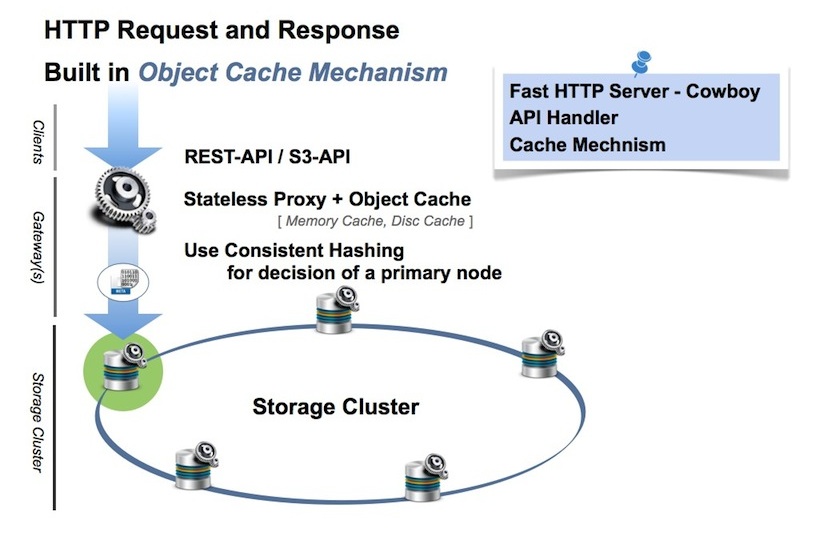 HTTP Request and Response
Built in Object Cache Mechanism
Fast HTTP Server - Cowboy
API Handler
Cache Mechnism
Clients
REST-API / S3-API
Gateway(s)
Stateless Proxy + Object Cache
[ Memory Cache, Disc Cache ]
Use Consistent Hashing
for decision of a primary node
Storage Cluster
Storage Cluster